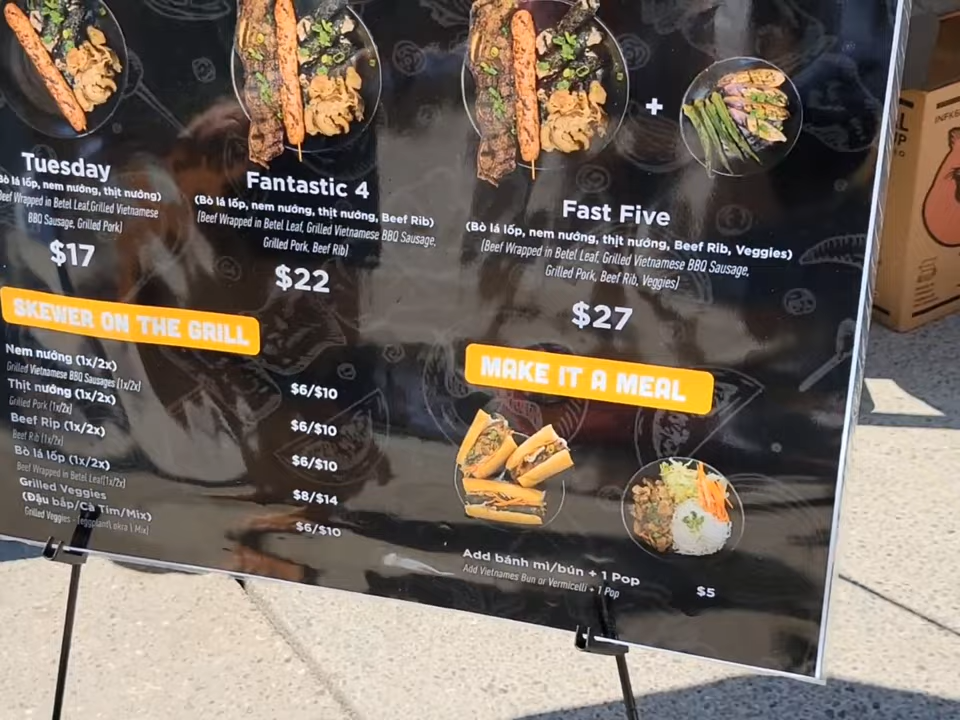 Tuesday
Bò lá lốp, nem nướng, thịt nướng)
Beef Wrapped in Betel Leaf,Grilled Vietnamese
BBQ Sausage, Grilled Pork)
$17
Fantastic 4
(Bò lá lốp, nem nướng, thịt nướng, Beef Rib)
(Beef Wrapped in Betel Leaf, Grilled Vietnamese BBQ Sausage,
Grilled Pork, Beef Rib)
$22
+
Fast Five
(Bò lá lốp, nem nướng, thịt nướng, Beef Rib, Veggies)
(Beef Wrapped in Betel Leaf, Grilled Vietnamese BBQ Sausage,
Grilled Pork, Beef Rib, Veggies)
$27
SKEWER ON THE GRILL
Nem nướng (1x/2x)
Grilled Vietnamese BBQ Sausages (1x/2x)
$6/$10
Thịt nướng (1x/2x)
Grilled Pork (1x/2x)
$6/$10
Beef Rip (1x/2x)
Beef Rib (1x/2x)
$6/$10
Bò lá lốp (1x/2x)
Beef Wrapped in Betel Leaf(1x/2x)
$8/$14
Grilled Veggies
(Đậu bắp/Cà Tím/Mix)
Grilled Veggies - (eggplant/okra \ Mix)
$6/$10
MAKE IT A MEAL
Add bánh mì/bún + 1 Pop
Add Vietnames Bun or Vermicelli + 1 Pop
$5